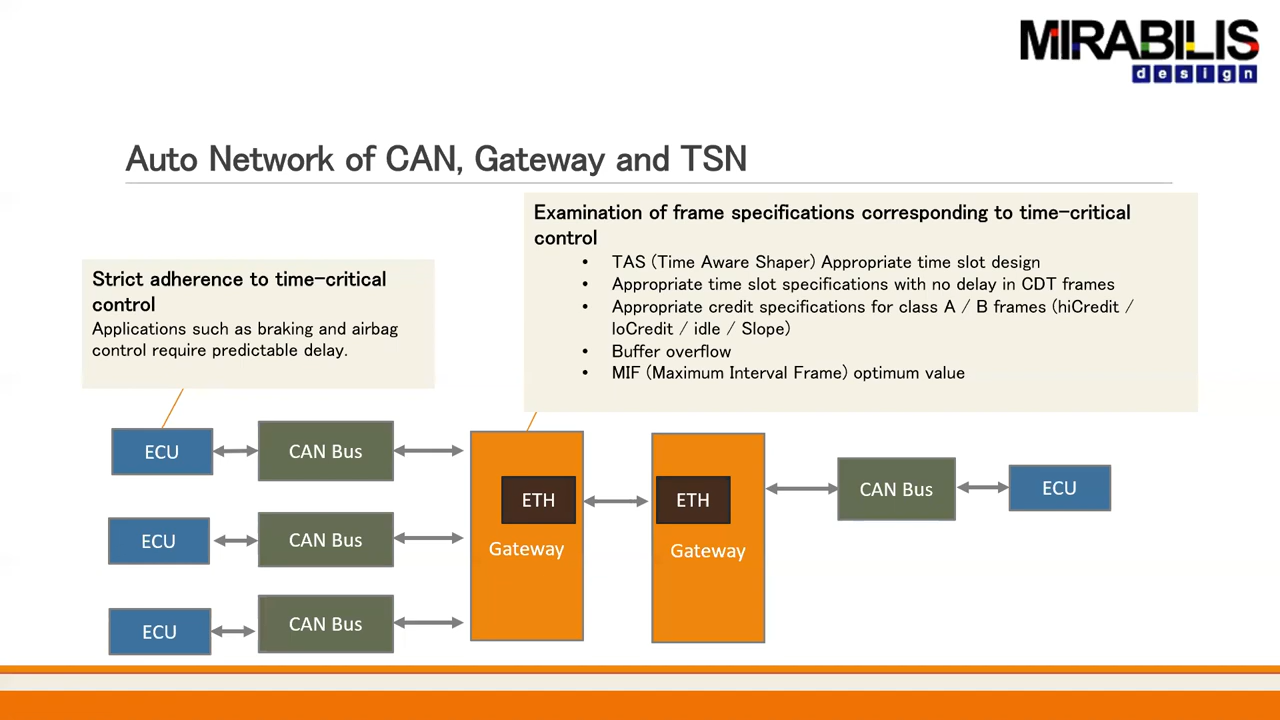 MIRABILIS
design
Auto Network of CAN, Gateway and TSN
Examination of frame specifications corresponding to time-critical
control
• TAS (Time Aware Shaper) Appropriate time slot design
• Appropriate time slot specifications with no delay in CDT frames
• Appropriate credit specifications for class A / B frames (hiCredit /
loCredit / idle / Slope)
• Buffer overflow
• MIF (Maximum Interval Frame) optimum value
Strict adherence to time-critical
control
Applications such as braking and airbag
control require predictable delay.
ECU
CAN Bus
ETH
Gateway
ETH
Gateway
CAN Bus
ECU
ECU
CAN Bus
ECU
CAN Bus